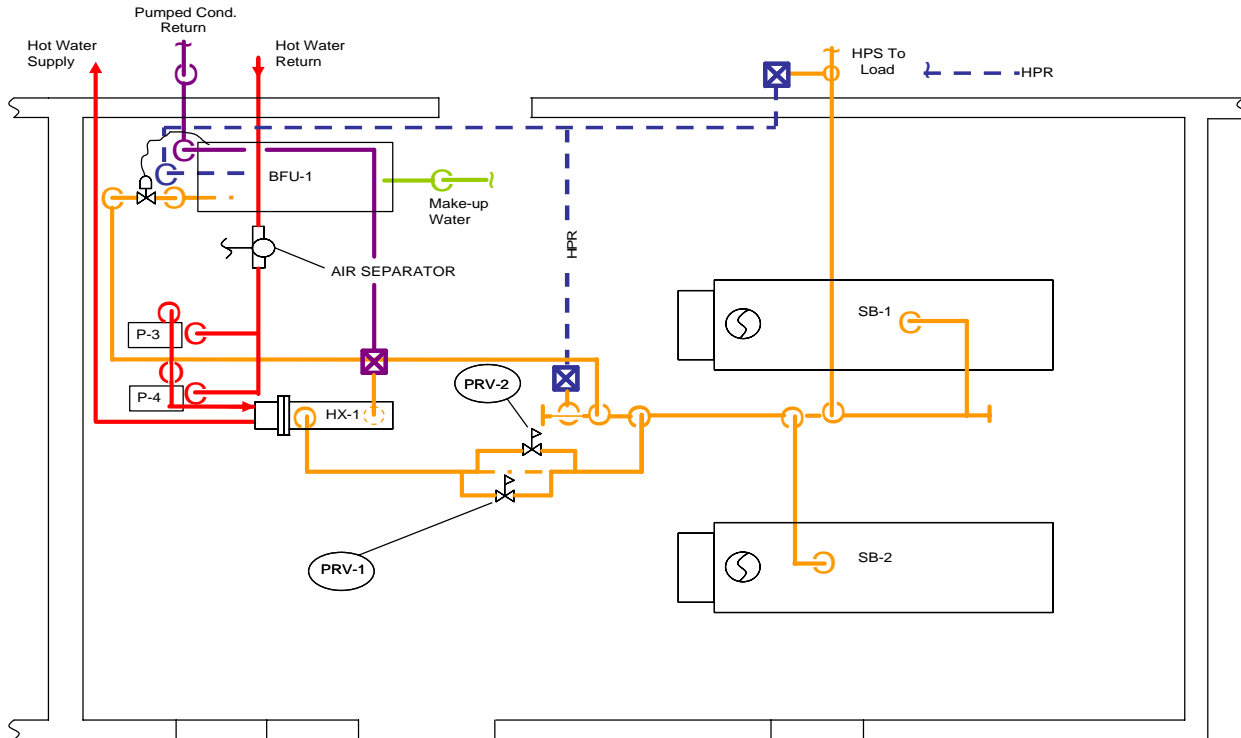 Pumped Cond.
Return
Hot Water
Supply
Hot Water
Return
HPS To
Load
HPR
BFU-1
Make-up
Water
HPR
AIR SEPARATOR
SB-1
P-3
PRV-2
P-4
HX-1
SB-2
PRV-1